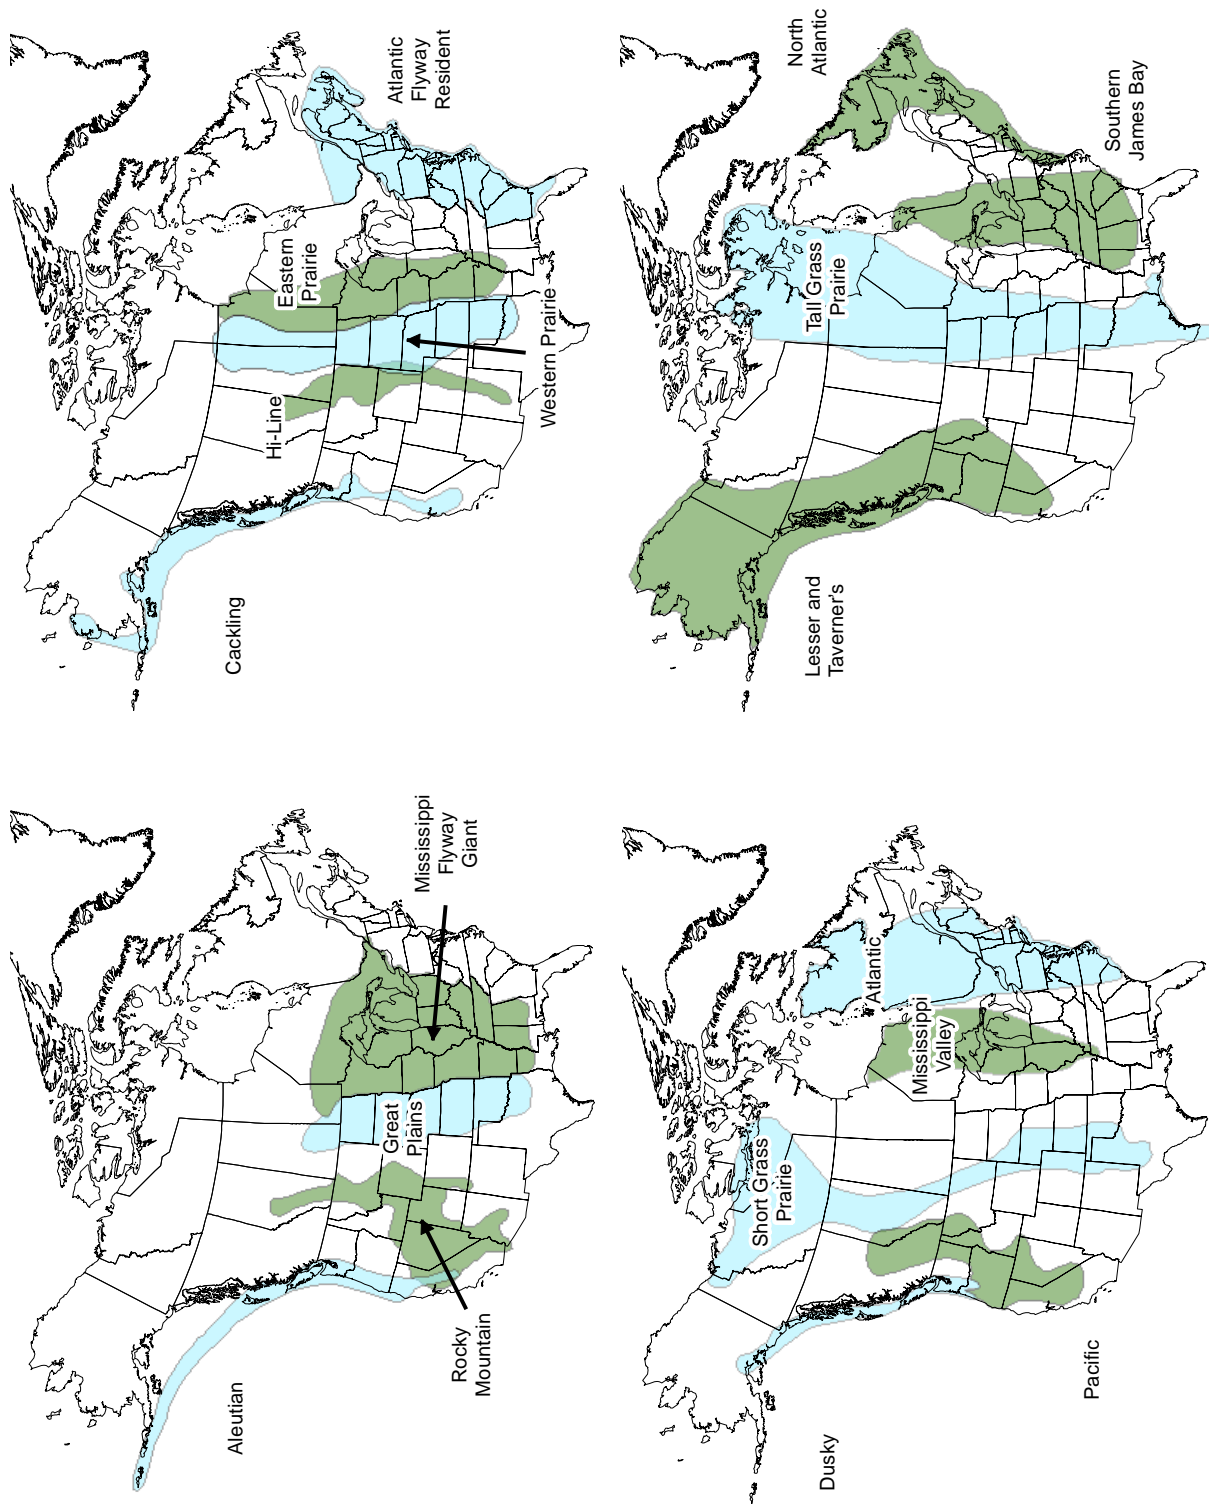 Aleutian
Rocky
Mountain
Great
Plains
Mississippi
Flyway
Giant
Cackling
Hi-Line
Eastern
Prairie
Western Prairie
Atlantic
Flyway
Resident
Dusky
Pacific
Short Grass
Prairie
Mississippi
Valley
Atlantic
Lesser and
Taverner's
Tall Grass
Prairie
Southern
James Bay
North
Atlantic